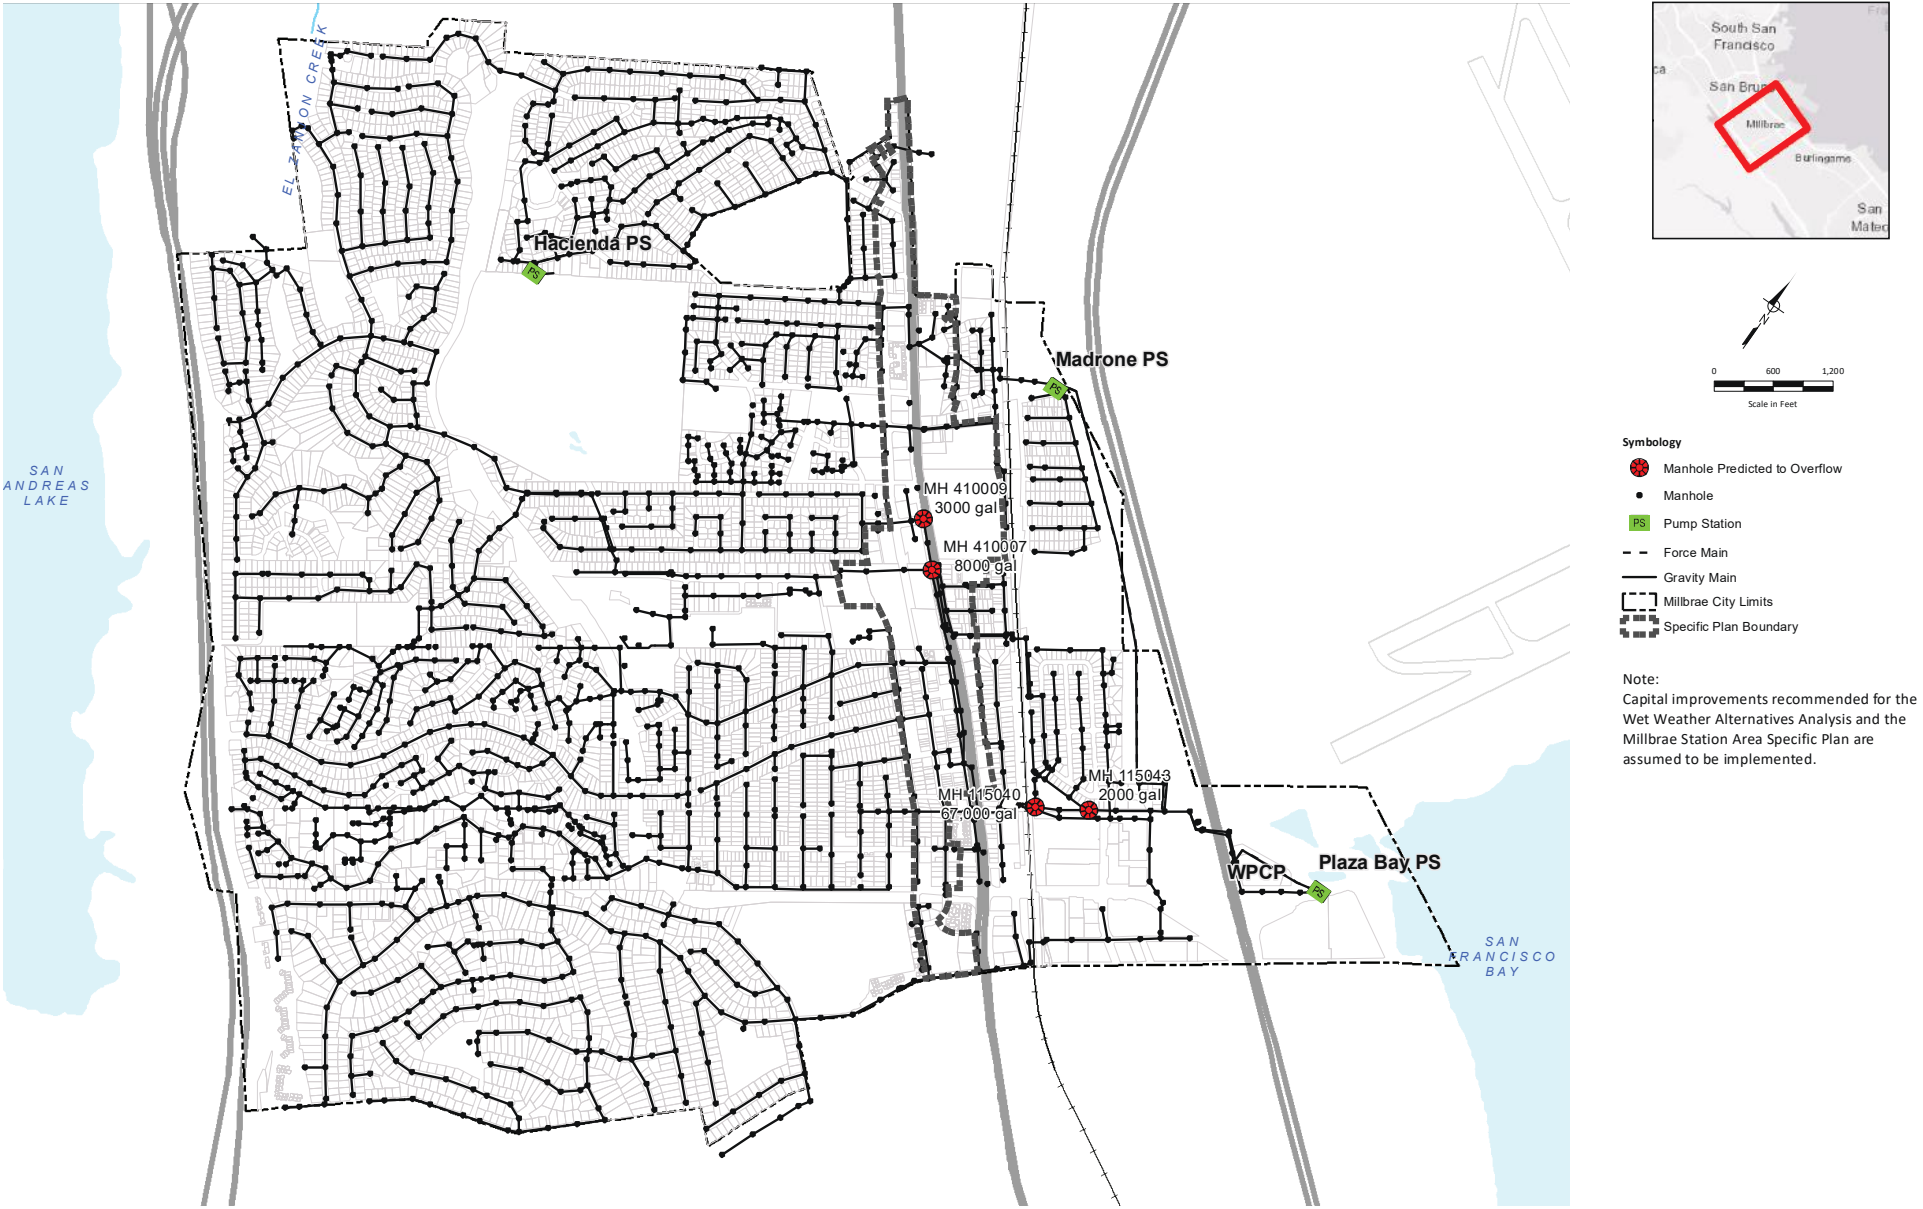 EL ZANJON CREEK
SAN
ANDREAS
LAKE
Hacienda PS
PS
Madrone PS
PS
MH 410009
3000 gal
MH 410007
8000 gal
MH 115043
2000 gal
MH 115040
67,000 gal
WPCP
Plaza Bay PS
PS
SAN
FRANCISCO
BAY
South San
Francisco
San Bruno
Millbrae
Burlingame
San
Mateo
N
0 600 1,200
Scale in Feet
Symbology
Manhole Predicted to Overflow
Manhole
PS Pump Station
Force Main
Gravity Main
Millbrae City Limits
Specific Plan Boundary
Note:
Capital improvements recommended for the
Wet Weather Alternatives Analysis and the
Millbrae Station Area Specific Plan are
assumed to be implemented.